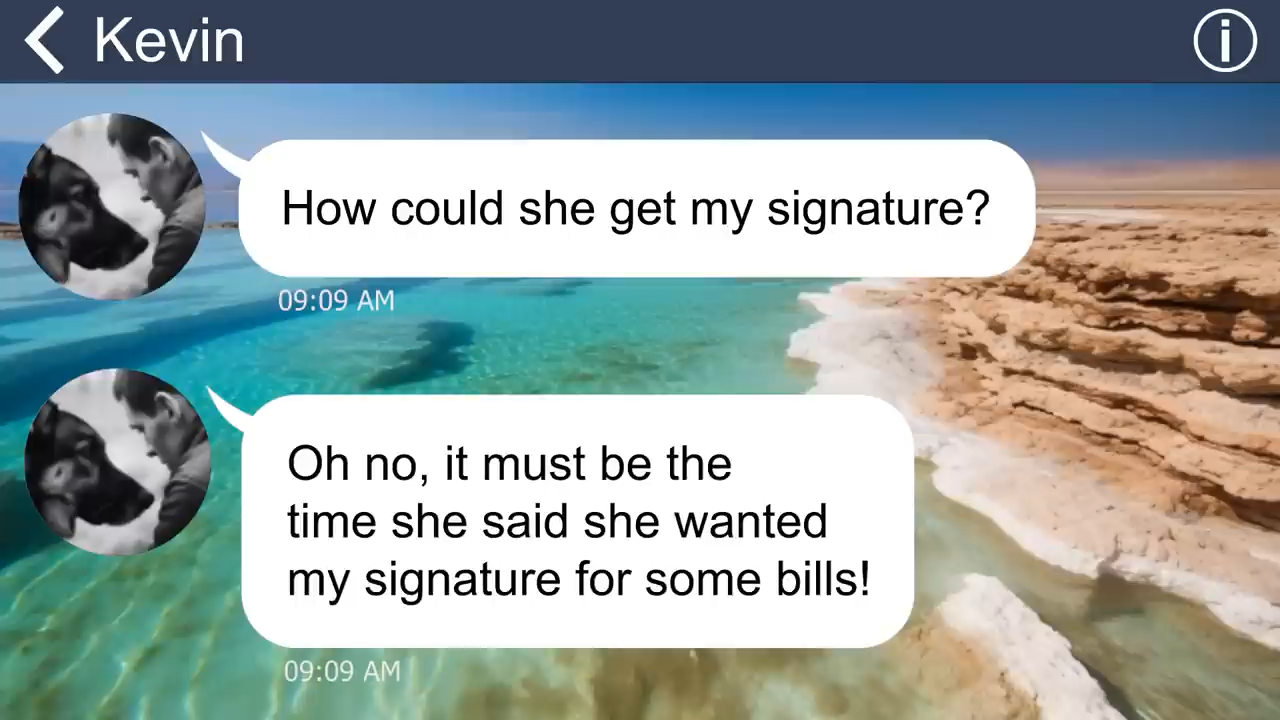 Kevin
How could she get my signature?
09:09 AM
Oh no, it must be the
time she said she wanted
my signature for some bills!
09:09 AM